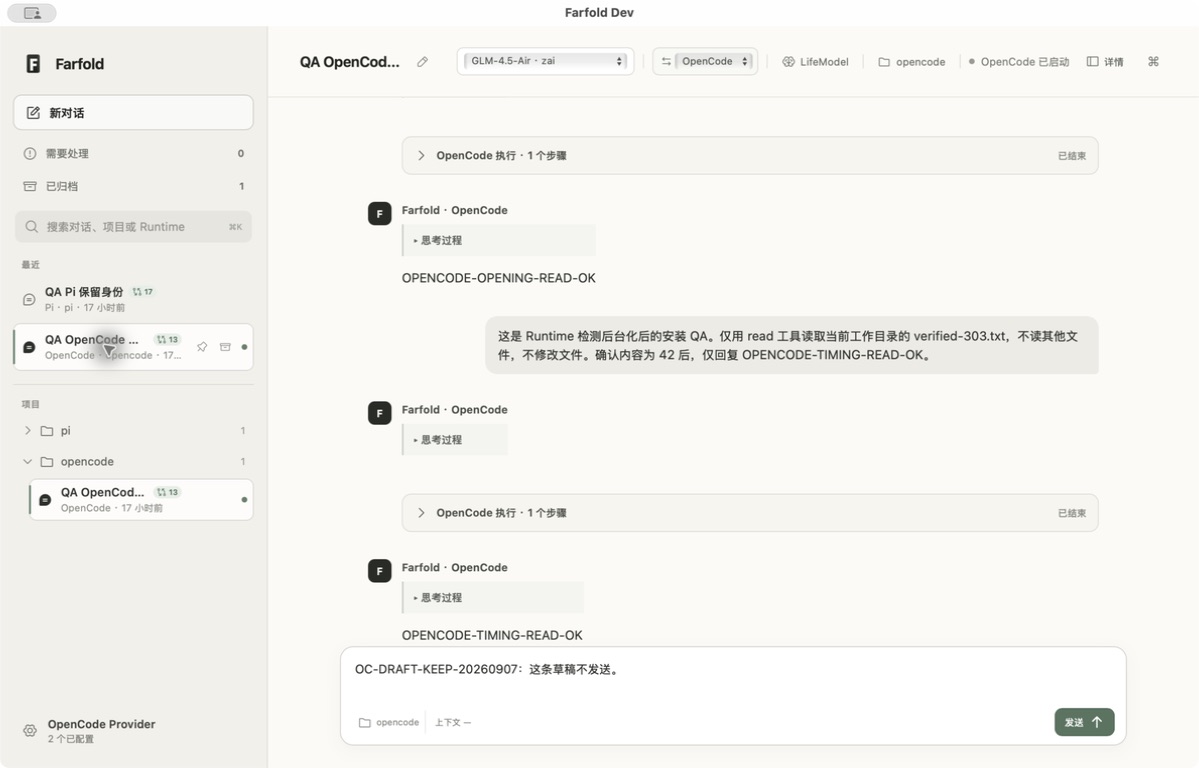 Farfold Dev
Farfold
新对话
需要处理 0
已归档 1
搜索对话、项目或 Runtime ⌘K
最近
QA Pi 保留身份 17
Pi · pi · 17 小时前
QA OpenCode ... 13
OpenCode · opencode · 17...
项目
pi 1
opencode 1
QA OpenCod... 13
OpenCode · 17 小时前
OpenCode Provider
2 个已配置
QA OpenCod... GLM-4.5-Air · zai OpenCode LifeModel opencode OpenCode 已启动 详情 ⌘
OpenCode 执行 · 1 个步骤 已结束
F Farfold · OpenCode
思考过程
OPENCODE-OPENING-READ-OK
这是 Runtime 检测后台化后的安装 QA。仅用 read 工具读取当前工作目录的 verified-303.txt，不读其他文
件，不修改文件。确认内容为 42 后，仅回复 OPENCODE-TIMING-READ-OK。
F Farfold · OpenCode
思考过程
OpenCode 执行 · 1 个步骤 已结束
F Farfold · OpenCode
思考过程
OPENCODE-TIMING-READ-OK
OC-DRAFT-KEEP-20260907：这条草稿不发送。
opencode 上下文 —
发送